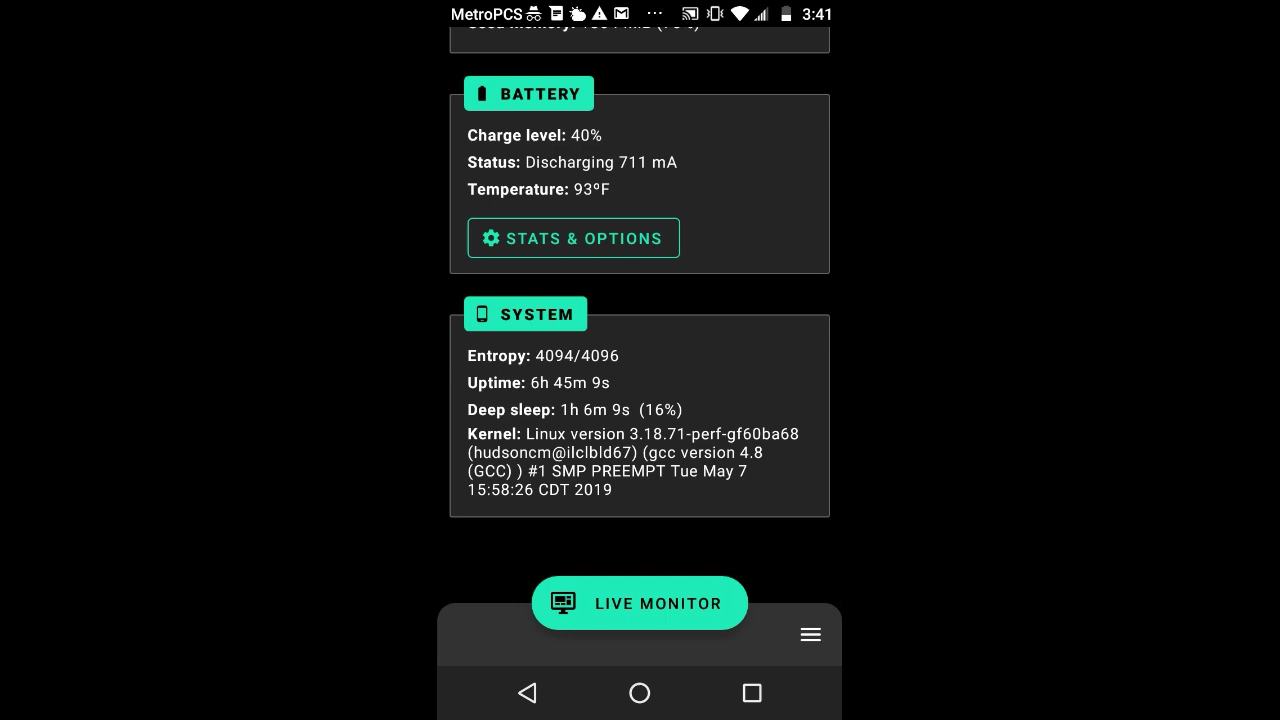 MetroPCS 3:41
BATTERY
Charge level: 40%
Status: Discharging 711 mA
Temperature: 93ºF
STATS & OPTIONS
SYSTEM
Entropy: 4094/4096
Uptime: 6h 45m 9s
Deep sleep: 1h 6m 9s (16%)
Kernel: Linux version 3.18.71-perf-gf60ba68
(hudsoncm@ilclbld67) (gcc version 4.8
(GCC) ) #1 SMP PREEMPT Tue May 7
15:58:26 CDT 2019
LIVE MONITOR